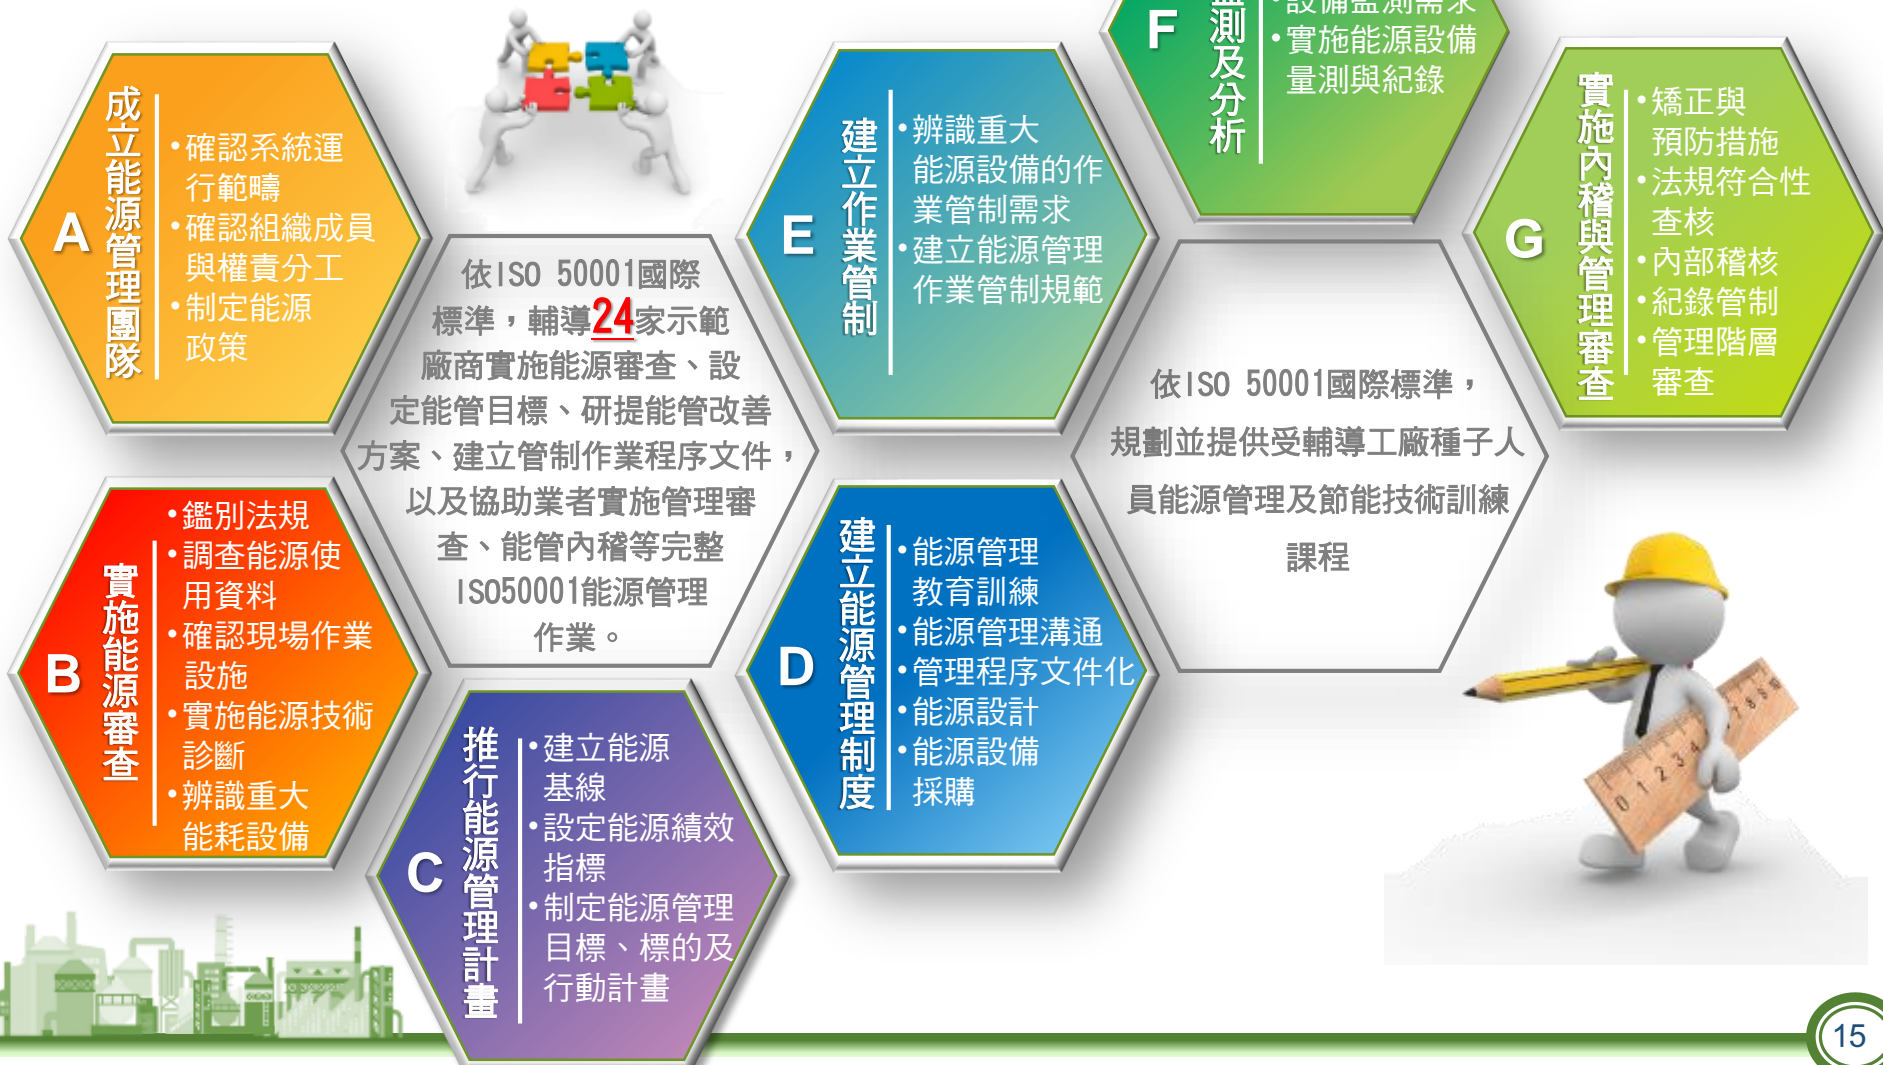 A
成立能源管理團隊
•確認系統運
行範疇
•確認組織成員
與權責分工
•制定能源
政策
B
實施能源審查
•鑑別法規
•調查能源使
用資料
•確認現場作業
設施
•實施能源技術
診斷
•辨識重大
能耗設備
依ISO 50001國際
標準，輔導24家示範
廠商實施能源審查、設
定能管目標、研提能管改善
方案、建立管制作業程序文件，
以及協助業者實施管理審
查、能管內稽等完整
ISO50001能源管理
作業。
C
推行能源管理計畫
•建立能源
基線
•設定能源績效
指標
•制定能源管理
目標、標的及
行動計畫
D
建立能源管理制度
•能源管理
教育訓練
•能源管理溝通
•管理程序文件化
•能源設計
•能源設備
採購
E
建立作業管制
•辨識重大
能源設備的作
業管制需求
•建立能源管理
作業管制規範
F
測及分析
•設備監測需求
•實施能源設備
量測與紀錄
依ISO 50001國際標準，
規劃並提供受輔導工廠種子人
員能源管理及節能技術訓練
課程
G
實施內稽與管理審查
•矯正與
預防措施
•法規符合性
查核
•內部稽核
•紀錄管制
•管理階層
審查
0 1 2 3 4
7 8 9 10
15